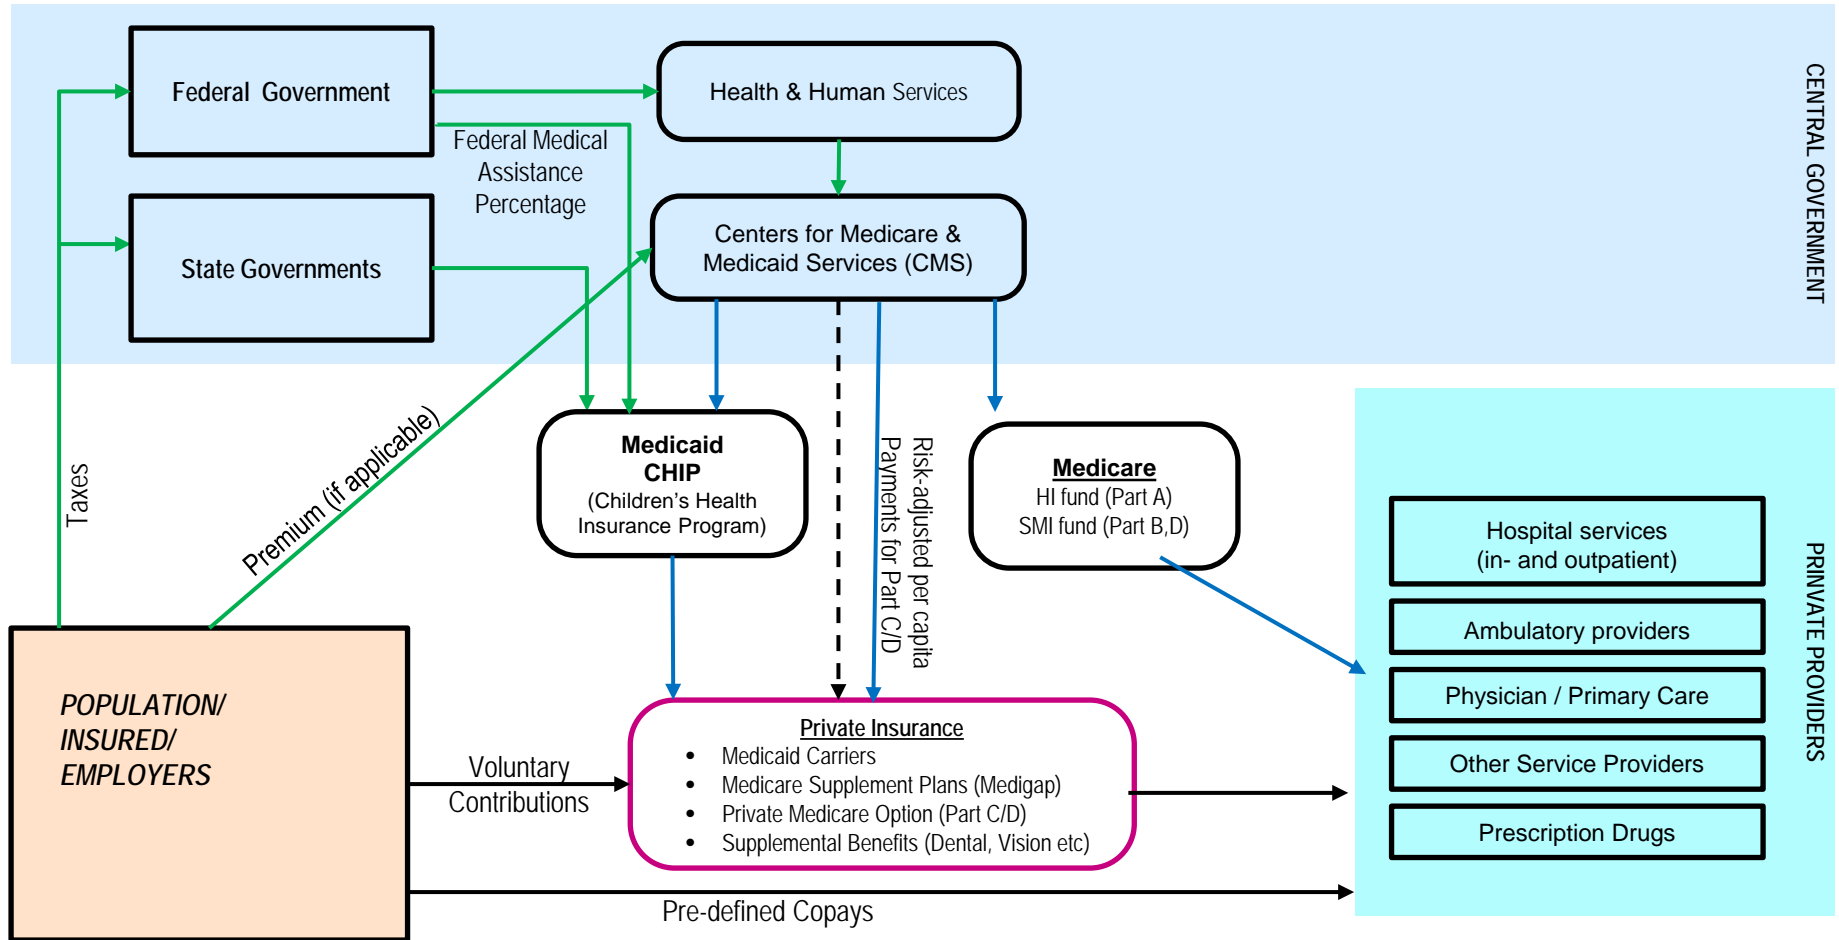 Federal Government
Health & Human Services
Federal Medical
Assistance
Percentage
State Governments
Centers for Medicare &
Medicaid Services (CMS)
CENTRAL GOVERNMENT
Taxes
Premium (if applicable)
Medicaid
CHIP
(Children's Health
Insurance Program)
Risk-adjusted per capita
Payments for Part C/D
Medicare
HI fund (Part A)
SMI fund (Part B,D)
Hospital services
(in- and outpatient)
Ambulatory providers
Physician / Primary Care
Other Service Providers
Prescription Drugs
PRINVATE PROVIDERS
POPULATION/
INSURED/
EMPLOYERS
Voluntary
Contributions
Private Insurance
• Medicaid Carriers
• Medicare Supplement Plans (Medigap)
• Private Medicare Option (Part C/D)
• Supplemental Benefits (Dental, Vision etc)
Pre-defined Copays